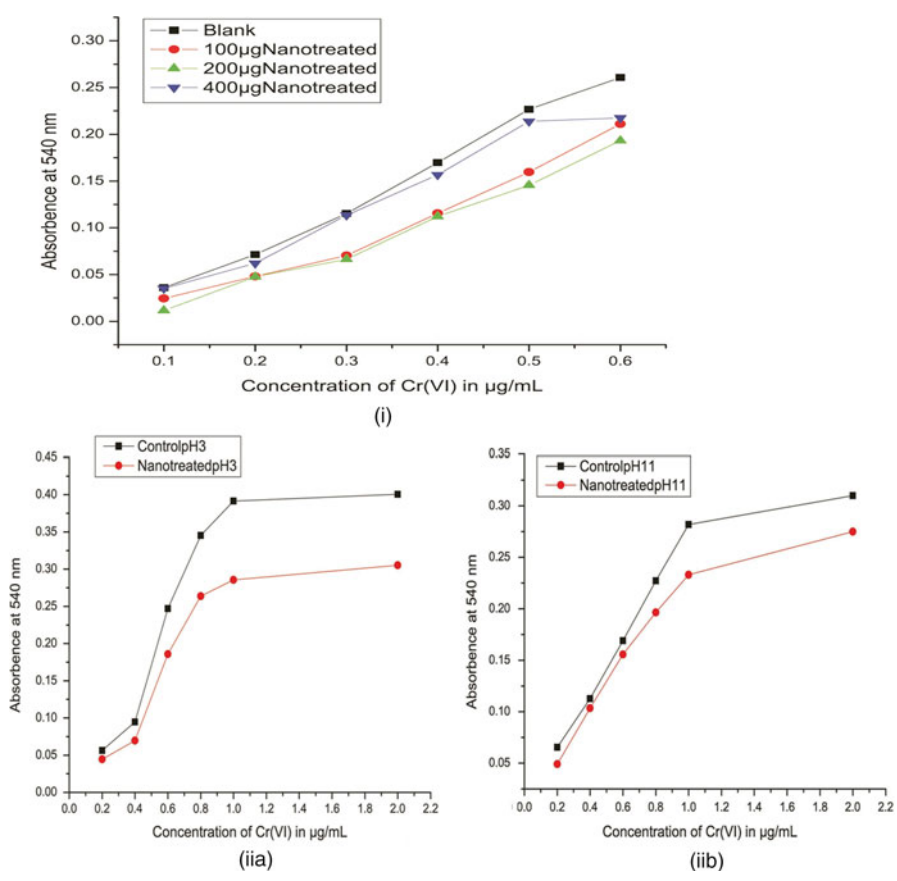 Blank
100µgNanotreated
200µgNanotreated
400µgNanotreated
Absorbence at 540 nm
0.30
0.25
0.20
0.15
0.10
0.05
0.00
0.1 0.2 0.3 0.4 0.5 0.6
Concentration of Cr(VI) in µg/mL
(i)
ControlpH3
NanotreatedpH3
Absorbence at 540 nm
0.45
0.40
0.35
0.30
0.25
0.20
0.15
0.10
0.05
0.00
0.0 0.2 0.4 0.6 0.8 1.0 1.2 1.4 1.6 1.8 2.0 2.2
Concentration of Cr(VI) in µg/mL
(iia)
ControlpH11
NanotreatedpH11
Absorbence at 540 nm
0.35
0.30
0.25
0.20
0.15
0.10
0.05
0.0 0.2 0.4 0.6 0.8 1.0 1.2 1.4 1.6 1.8 2.0 2.2
Concentration of Cr(VI) in µg/mL
(iib)